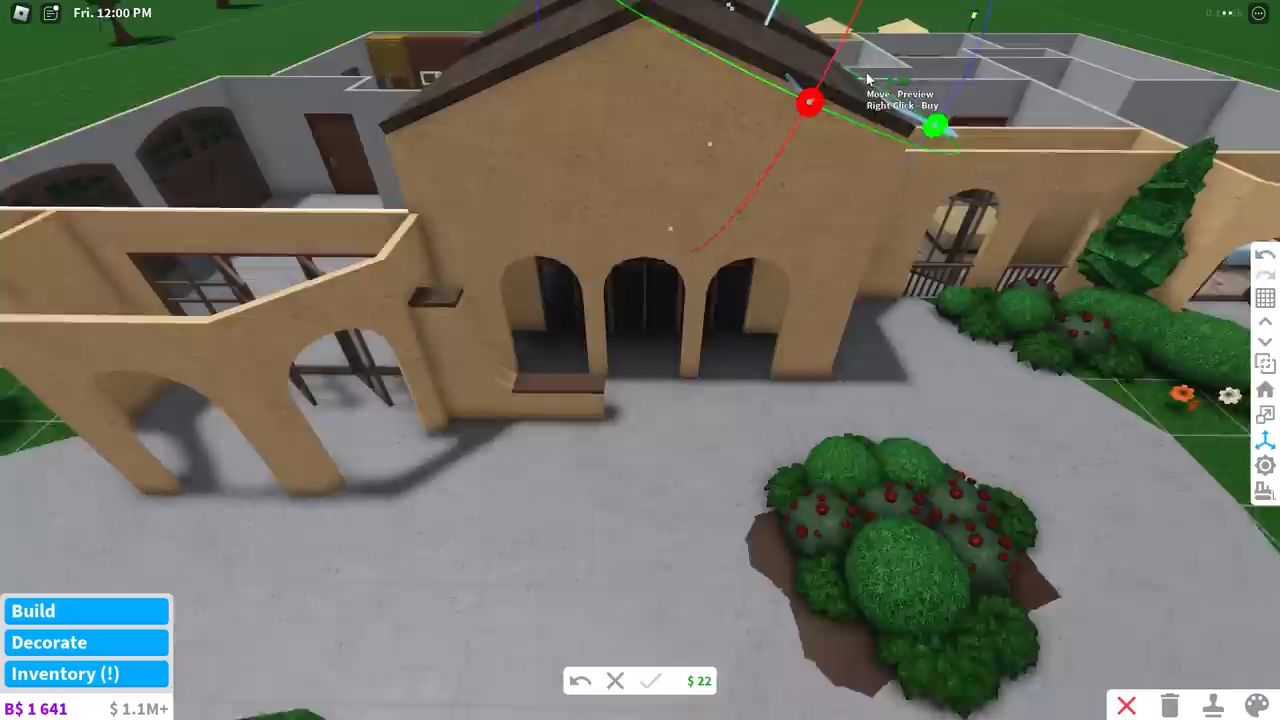 Fri. 12:00 PM
Move - Preview
Right Click - Buy
Build
Decorate
Inventory (!)
B$ 1 641
$ 1.1M+
$ 22